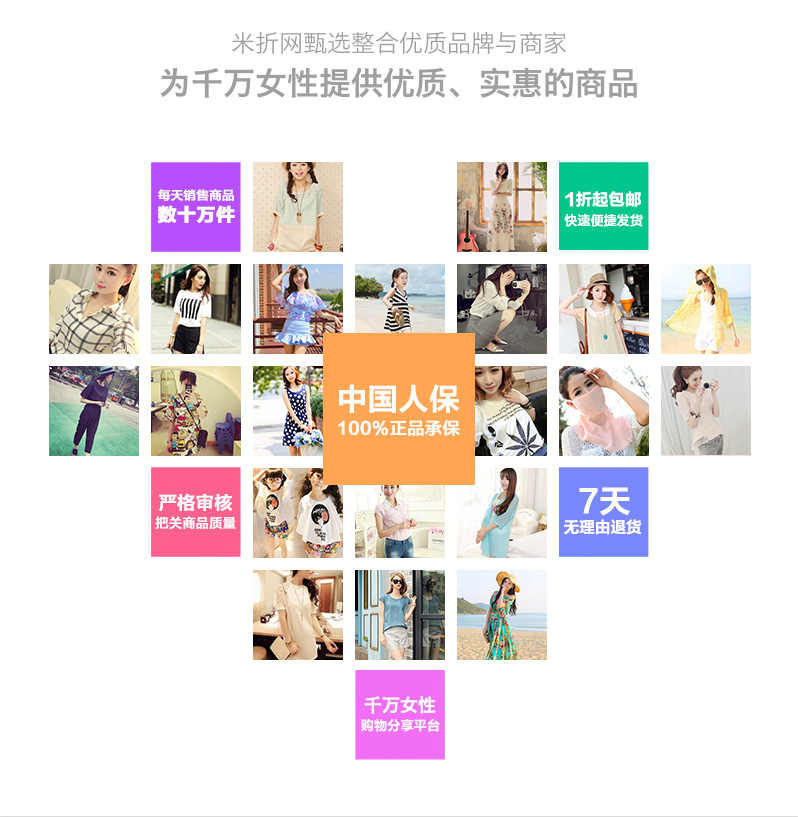 米折网甄选整合优质品牌与商家
为千万女性提供优质、实惠的商品
每天销售商品
数十万件
1折起包邮
快速便捷发货
中国人保
100%正品承保
严格审核
把关商品质量
7天
无理由退货
千万女性
购物分享平台